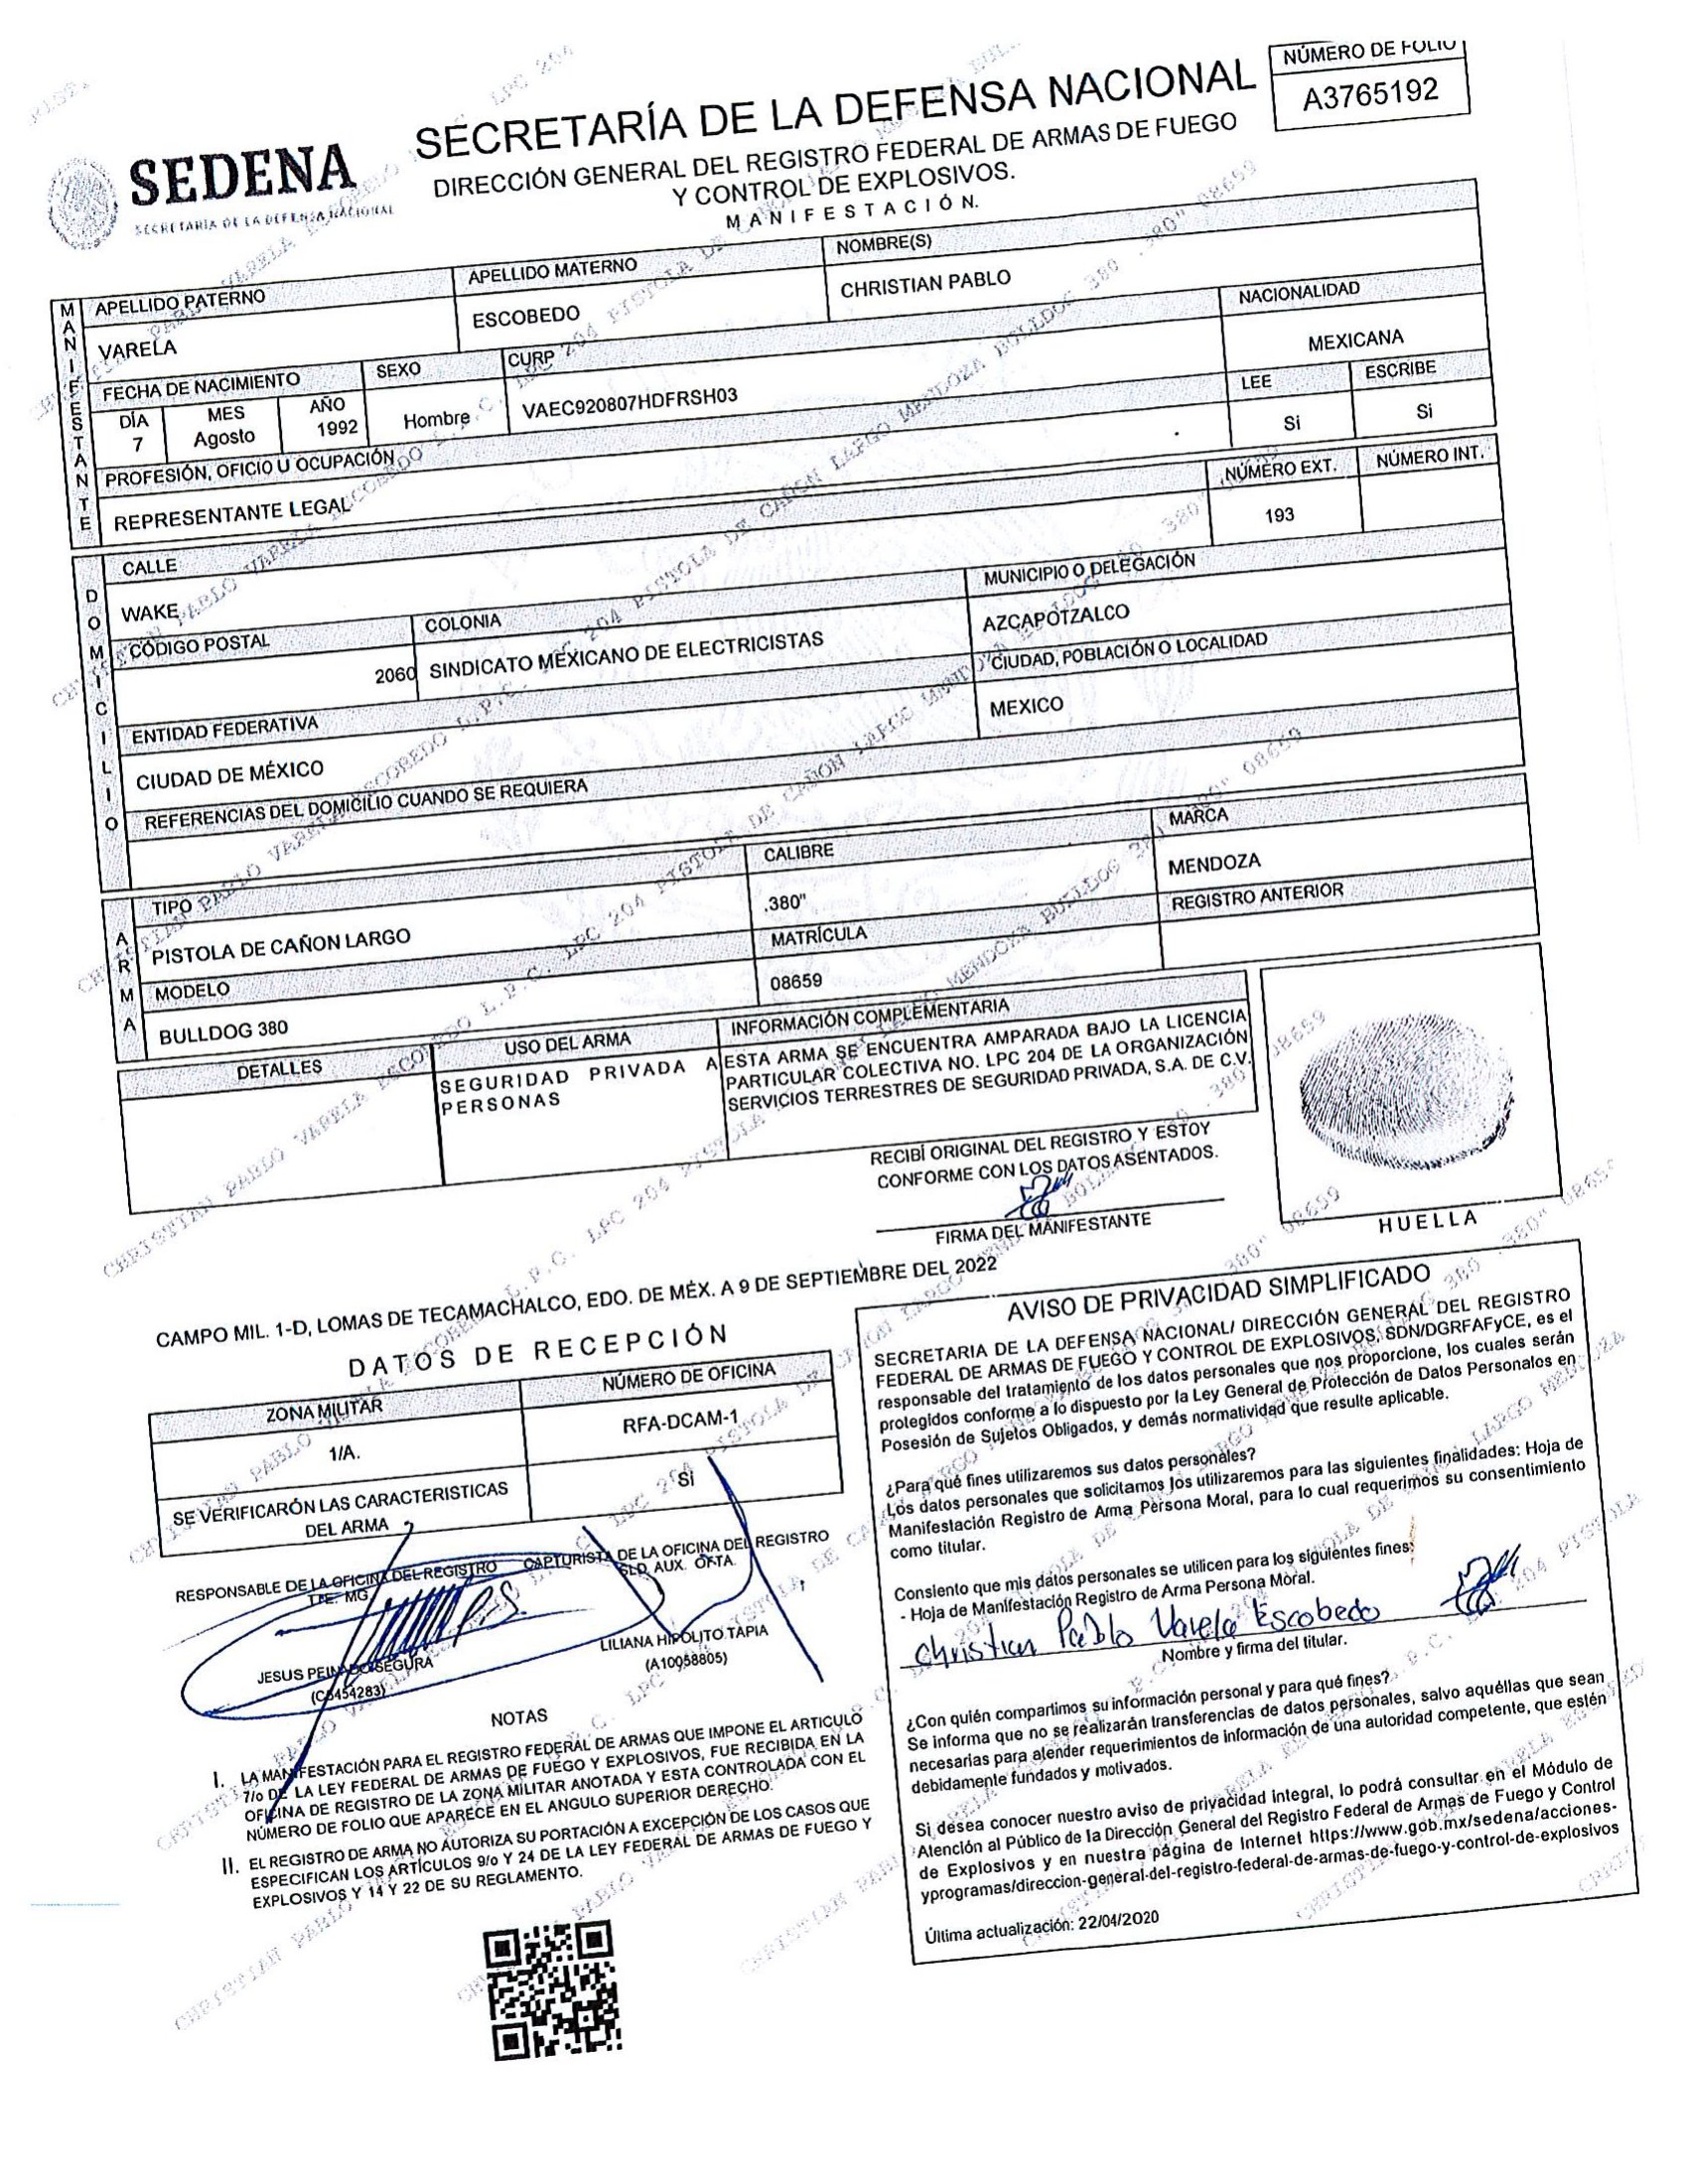 NÚMERO DE FOLIO
A3765192
SEDENA
SECRETARÍA DE LA DEFENSA NACIONAL
SECRETARÍA DE LA DEFENSA NACIONAL
DIRECCIÓN GENERAL DEL REGISTRO FEDERAL DE ARMAS DE FUEGO
Y CONTROL DE EXPLOSIVOS.
MANIFESTACIÓN.
MANIFESTANTE
APELLIDO PATERNO
APELLIDO MATERNO
NOMBRE(S)
VARELA
ESCOBEDO
CHRISTIAN PABLO
FECHA DE NACIMIENTO
SEXO
CURP
NACIONALIDAD
DÍA
MES
AÑO
7
Agosto
1992
Hombre
VAEC920807HDFRSH03
MEXICANA
LEE
ESCRIBE
Si
Si
PROFESIÓN, OFICIO U OCUPACIÓN
REPRESENTANTE LEGAL
DOMICILIO
CALLE
NÚMERO EXT.
NÚMERO INT.
WAKE
193
CÓDIGO POSTAL
COLONIA
MUNICIPIO O DELEGACIÓN
2060
SINDICATO MEXICANO DE ELECTRICISTAS
AZCAPOTZALCO
ENTIDAD FEDERATIVA
CIUDAD, POBLACIÓN O LOCALIDAD
CIUDAD DE MÉXICO
MEXICO
REFERENCIAS DEL DOMICILIO CUANDO SE REQUIERA
ARMA
TIPO
CALIBRE
MARCA
PISTOLA DE CAÑON LARGO
.380"
MENDOZA
MODELO
MATRÍCULA
REGISTRO ANTERIOR
BULLDOG 380
08659
DETALLES
USO DEL ARMA
INFORMACIÓN COMPLEMENTARIA
SEGURIDAD PRIVADA A
PERSONAS
ESTA ARMA SE ENCUENTRA AMPARADA BAJO LA LICENCIA
PARTICULAR COLECTIVA NO. LPC 204 DE LA ORGANIZACIÓN
SERVICIOS TERRESTRES DE SEGURIDAD PRIVADA, S.A. DE C.V.
RECIBÍ ORIGINAL DEL REGISTRO Y ESTOY
CONFORME CON LOS DATOS ASENTADOS.
FIRMA DEL MANIFESTANTE
HUELLA
CAMPO MIL. 1-D, LOMAS DE TECAMACHALCO, EDO. DE MÉX. A 9 DE SEPTIEMBRE DEL 2022
DATOS DE RECEPCIÓN
ZONA MILITAR
NÚMERO DE OFICINA
1/A.
RFA-DCAM-1
SE VERIFICARÓN LAS CARACTERISTICAS
DEL ARMA
SÍ
RESPONSABLE DE LA OFICINA DEL REGISTRO
TTE. MG.
JESUS PEINADO SEGURA
(C5454283)
CAPTURISTA DE LA OFICINA DEL REGISTRO
SLD. AUX. OFTA.
LILIANA HIPOLITO TAPIA
(A10058805)
NOTAS
I. LA MANIFESTACIÓN PARA EL REGISTRO FEDERAL DE ARMAS QUE IMPONE EL ARTICULO
7/o DE LA LEY FEDERAL DE ARMAS DE FUEGO Y EXPLOSIVOS, FUE RECIBIDA EN LA
OFICINA DE REGISTRO DE LA ZONA MILITAR ANOTADA Y ESTA CONTROLADA CON EL
NÚMERO DE FOLIO QUE APARECE EN EL ANGULO SUPERIOR DERECHO.
II. EL REGISTRO DE ARMA NO AUTORIZA SU PORTACIÓN A EXCEPCIÓN DE LOS CASOS QUE
ESPECIFICAN LOS ARTÍCULOS 9/o Y 24 DE LA LEY FEDERAL DE ARMAS DE FUEGO Y
EXPLOSIVOS Y 14 Y 22 DE SU REGLAMENTO.
AVISO DE PRIVACIDAD SIMPLIFICADO
SECRETARIA DE LA DEFENSA NACIONAL/ DIRECCIÓN GENERAL DEL REGISTRO
FEDERAL DE ARMAS DE FUEGO Y CONTROL DE EXPLOSIVOS, SDN/DGRFAFyCE, es el
responsable del tratamiento de los datos personales que nos proporcione, los cuales serán
protegidos conforme a lo dispuesto por la Ley General de Protección de Datos Personales en
Posesión de Sujetos Obligados, y demás normatividad que resulte aplicable.
¿Para qué fines utilizaremos sus datos personales?
Los datos personales que solicitamos los utilizaremos para las siguientes finalidades: Hoja de
Manifestación Registro de Arma Persona Moral, para lo cual requerimos su consentimiento
como titular.
Consiento que mis datos personales se utilicen para los siguientes fines:
- Hoja de Manifestación Registro de Arma Persona Moral.
Christian Pablo Varela Escobedo
Nombre y firma del titular.
¿Con quién compartimos su información personal y para qué fines?
Se informa que no se realizarán transferencias de datos personales, salvo aquéllas que sean
necesarias para atender requerimientos de información de una autoridad competente, que estén
debidamente fundados y motivados.
Si desea conocer nuestro aviso de privacidad integral, lo podrá consultar en el Módulo de
Atención al Público de la Dirección General del Registro Federal de Armas de Fuego y Control
de Explosivos y en nuestra página de Internet https://www.gob.mx/sedena/acciones-
yprogramas/direccion-general-del-registro-federal-de-armas-de-fuego-y-control-de-explosivos
Última actualización: 22/04/2020